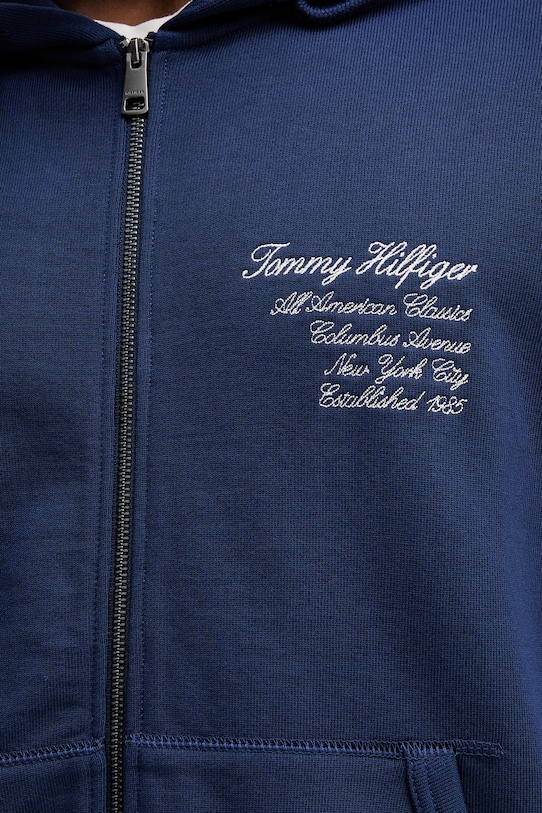 Tommy Hilfiger
All American Classics
Columbus Avenue
New York City
Established 1985